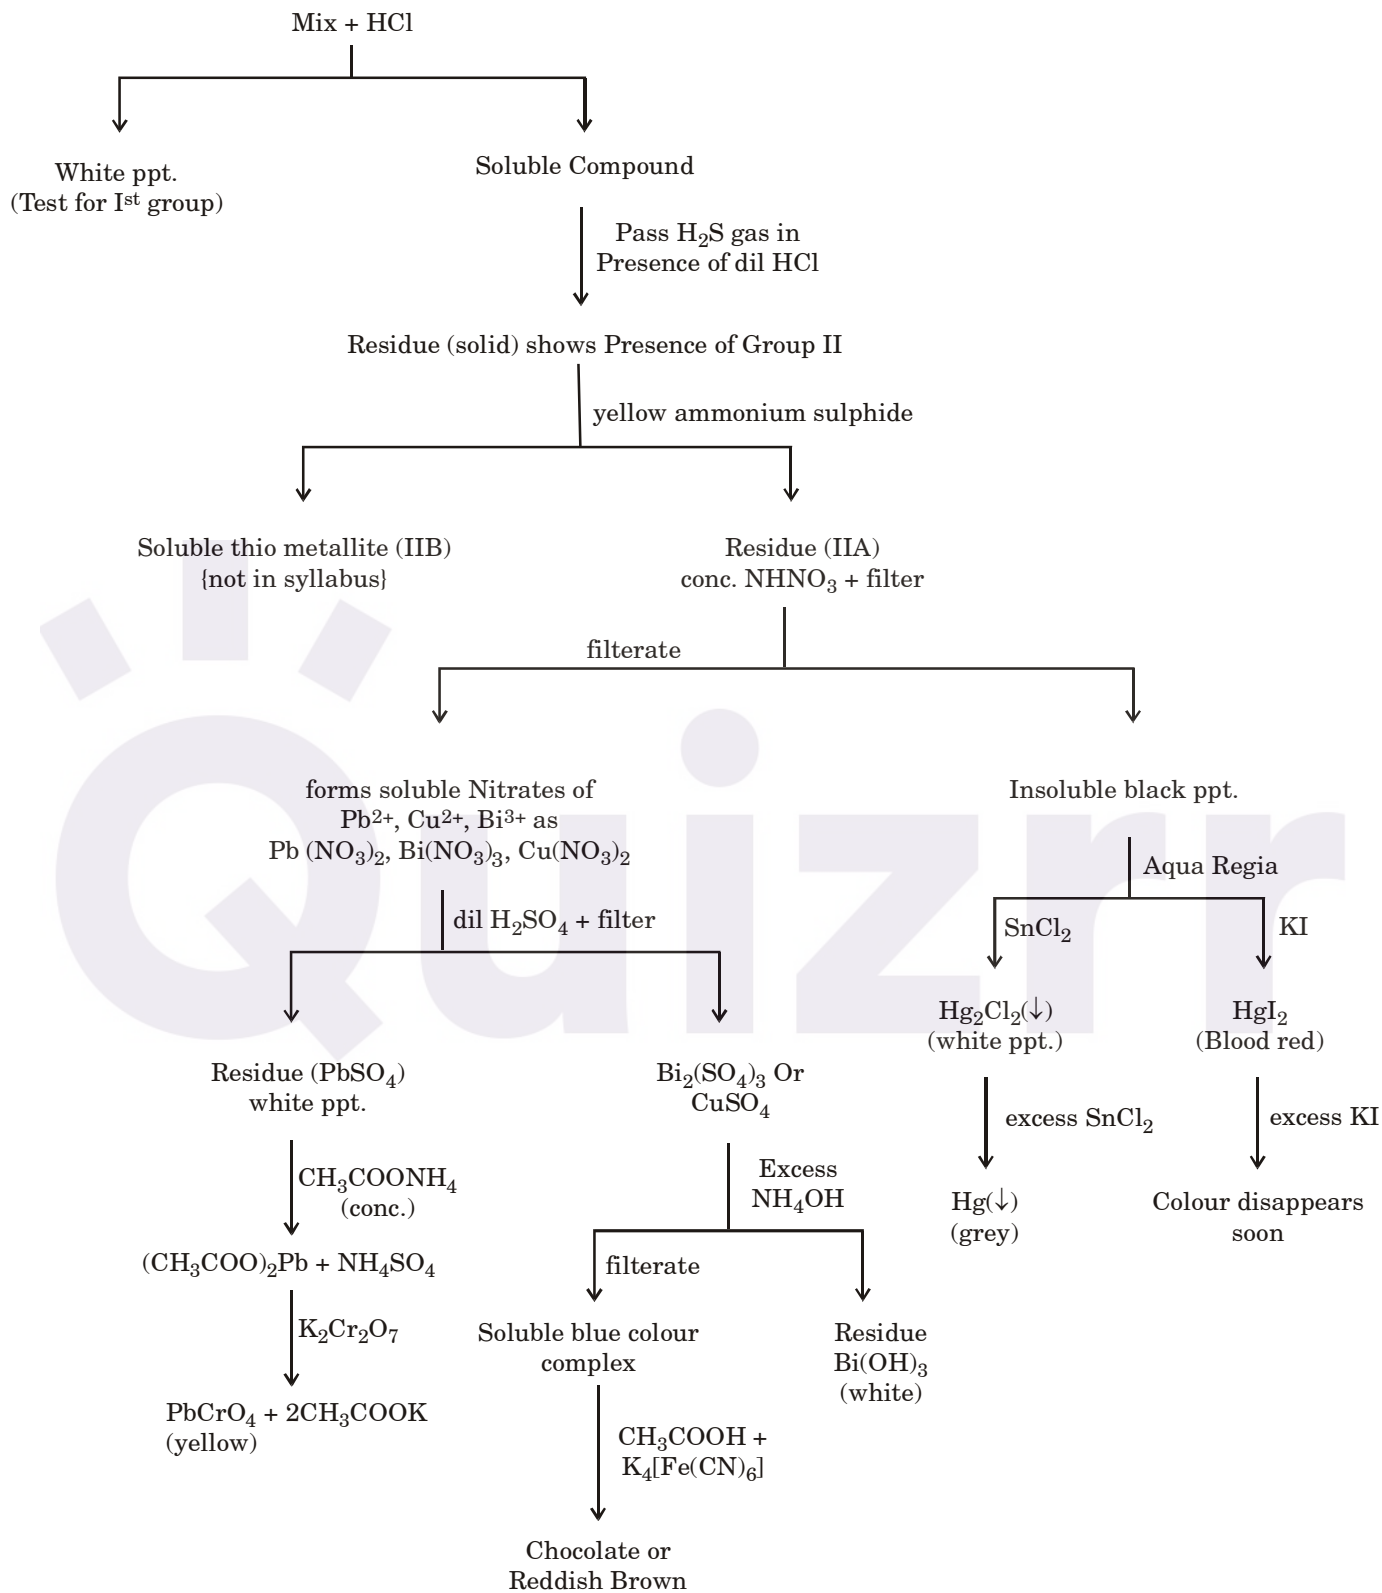 Mix + HCl
White ppt.
(Test for Iˢᵗ group)
Soluble Compound
Pass H₂S gas in
Presence of dil HCl
Residue (solid) shows Presence of Group II
yellow ammonium sulphide
Soluble thio metallite (IIB)
{not in syllabus}
Residue (IIA)
conc. NHNO₃ + filter
filterate
forms soluble Nitrates of
Pb²⁺, Cu²⁺, Bi³⁺ as
Pb (NO₃)₂, Bi(NO₃)₃, Cu(NO₃)₂
Insoluble black ppt.
Aqua Regia
dil H₂SO₄ + filter
SnCl₂
KI
Hg₂Cl₂(↓)
(white ppt.)
HgI₂
(Blood red)
Residue (PbSO₄)
white ppt.
Bi₂(SO₄)₃ Or
CuSO₄
excess SnCl₂
excess KI
CH₃COONH₄
(conc.)
Excess
NH₄OH
Hg(↓)
(grey)
Colour disappears
soon
(CH₃COO)₂Pb + NH₄SO₄
filterate
K₂Cr₂O₇
Soluble blue colour
complex
Residue
Bi(OH)₃
(white)
PbCrO₄ + 2CH₃COOK
(yellow)
CH₃COOH +
K₄[Fe(CN)₆]
Chocolate or
Reddish Brown
Quizrr